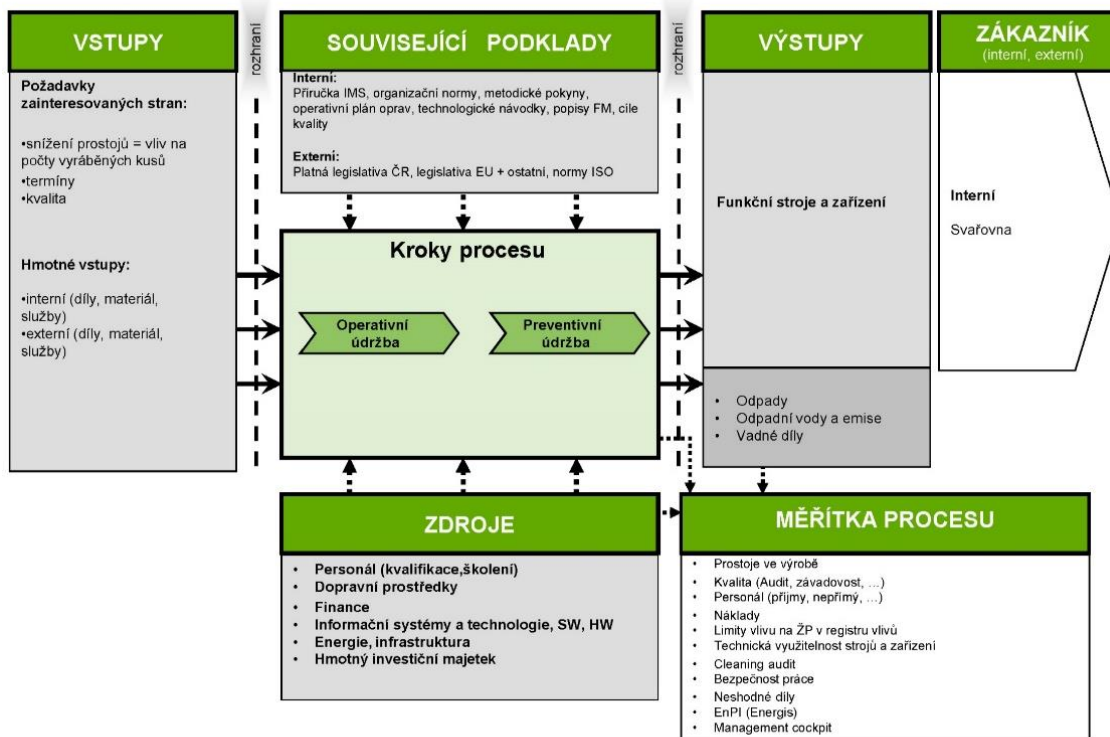 VSTUPY
Požadavky
zainteresovaných stran:
•snížení prostojů = vliv na
počty vyráběných kusů
•termíny
•kvalita
Hmotné vstupy:
•interní (díly, materiál,
služby)
•externí (díly, materiál,
služby)
rozhraní
SOUVISEJÍCÍ PODKLADY
Interní:
Příručka IMS, organizační normy, metodické pokyny,
operativní plán oprav, technologické návodky, popisy FM, cíle
kvality
Externí:
Platná legislativa ČR, legislativa EU + ostatní, normy ISO
Kroky procesu
Operativní
údržba
Preventivní
údržba
rozhraní
VÝSTUPY
Funkční stroje a zařízení
• Odpady
• Odpadní vody a emise
• Vadné díly
ZÁKAZNÍK
(interní, externí)
Interní
Svařovna
ZDROJE
• Personál (kvalifikace,školení)
• Dopravní prostředky
• Finance
• Informační systémy a technologie, SW, HW
• Energie, infrastruktura
• Hmotný investiční majetek
MĚŘÍTKA PROCESU
• Prostoje ve výrobě
• Kvalita (Audit, závadovost, ...)
• Personál (příjmy, nepřímý, ...)
• Náklady
• Limity vlivu na ŽP v registru vlivů
• Technická využitelnost strojů a zařízení
• Cleaning audit
• Bezpečnost práce
• Neshodné díly
• EnPI (Energis)
• Management cockpit